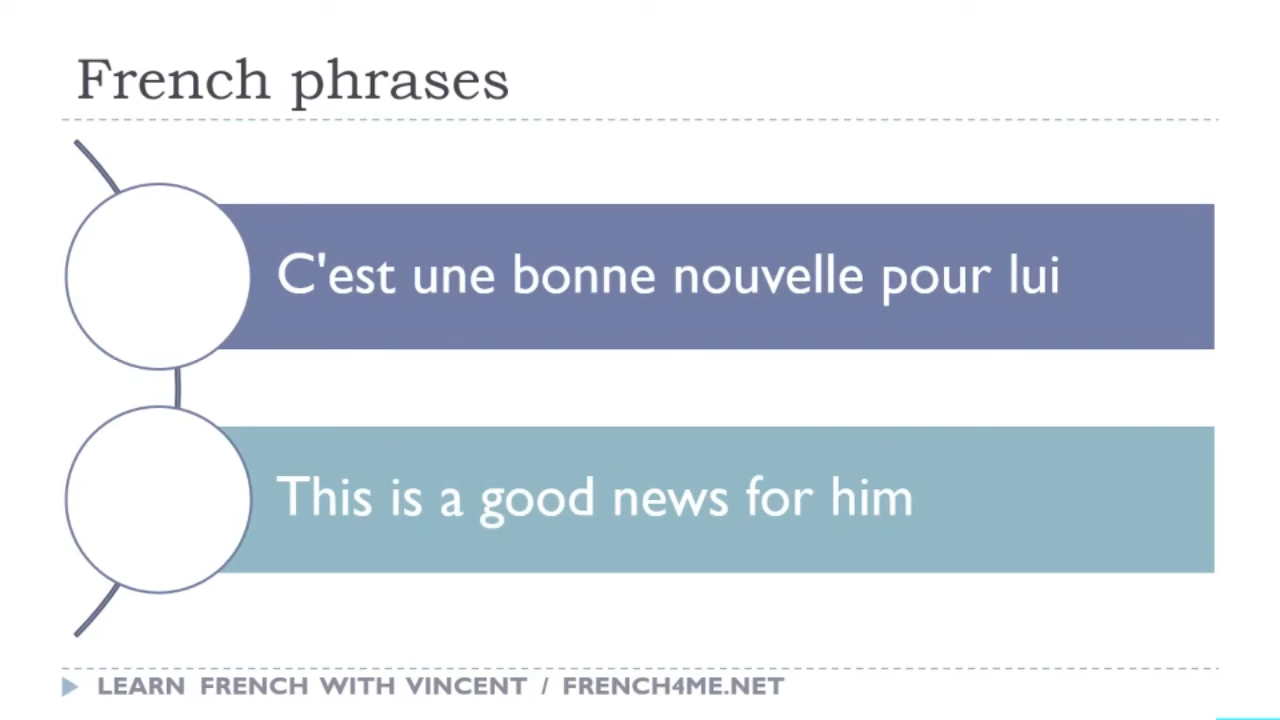 French phrases
C'est une bonne nouvelle pour lui
This is a good news for him
LEARN FRENCH WITH VINCENT / FRENCH4ME.NET